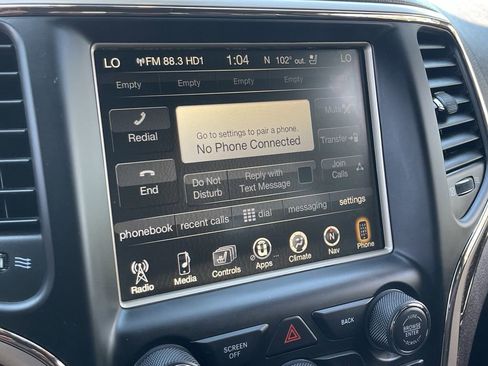 LO FM 88.3 HD1 1:04 N 102° out. LO
Empty Empty Empty Empty
Redial
Go to settings to pair a phone.
No Phone Connected
Mute
Transfer
End
Do Not
Disturb
Reply with
Text Message
Join
Calls
phonebook recent calls dial messaging settings
Radio Media Controls Apps Climate Nav Phone
SCREEN
OFF
BACK
BROWSE
ENTER
SCROLL